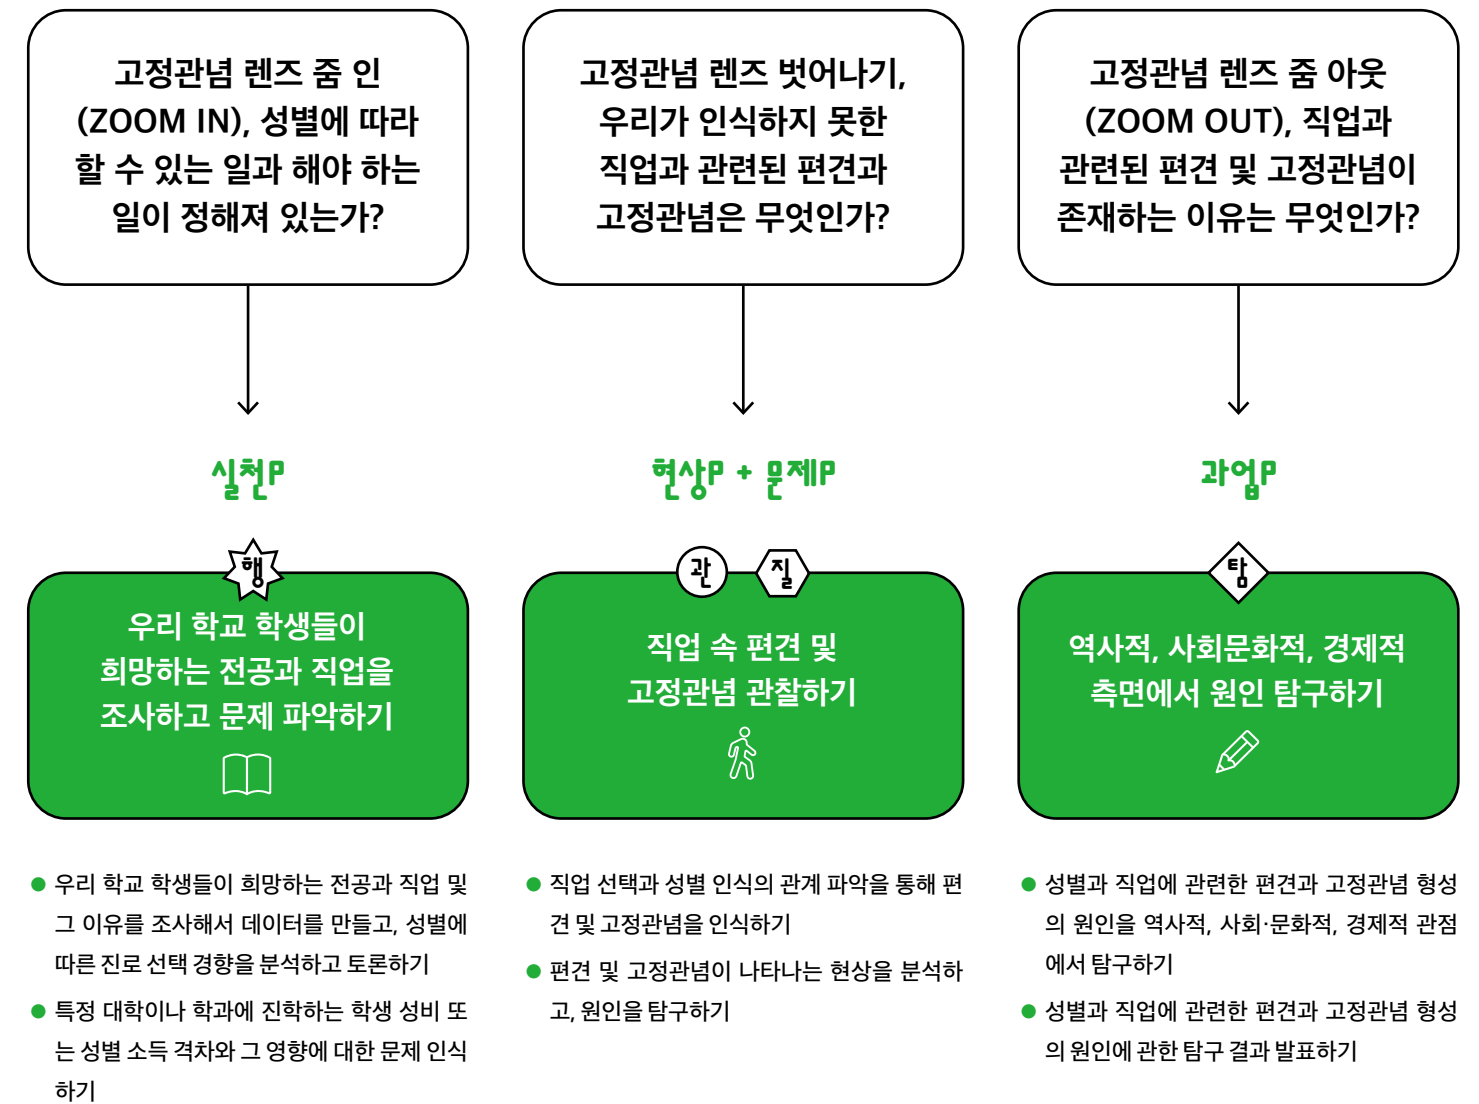 고정관념 렌즈 줌 인
(ZOOM IN), 성별에 따라
할 수 있는 일과 해야 하는
일이 정해져 있는가?
실천P
행
우리 학교 학생들이
희망하는 전공과 직업을
조사하고 문제 파악하기
● 우리 학교 학생들이 희망하는 전공과 직업 및
그 이유를 조사해서 데이터를 만들고, 성별에
따른 진로 선택 경향을 분석하고 토론하기
● 특정 대학이나 학과에 진학하는 학생 성비 또
는 성별 소득 격차와 그 영향에 대한 문제 인식
하기
고정관념 렌즈 벗어나기,
우리가 인식하지 못한
직업과 관련된 편견과
고정관념은 무엇인가?
현상P + 문제P
관 질
직업 속 편견 및
고정관념 관찰하기
● 직업 선택과 성별 인식의 관계 파악을 통해 편
견 및 고정관념을 인식하기
● 편견 및 고정관념이 나타나는 현상을 분석하
고, 원인을 탐구하기
고정관념 렌즈 줌 아웃
(ZOOM OUT), 직업과
관련된 편견 및 고정관념이
존재하는 이유는 무엇인가?
과업P
탐
역사적, 사회문화적, 경제적
측면에서 원인 탐구하기
● 성별과 직업에 관련한 편견과 고정관념 형성
의 원인을 역사적, 사회·문화적, 경제적 관점
에서 탐구하기
● 성별과 직업에 관련한 편견과 고정관념 형성
의 원인에 관한 탐구 결과 발표하기